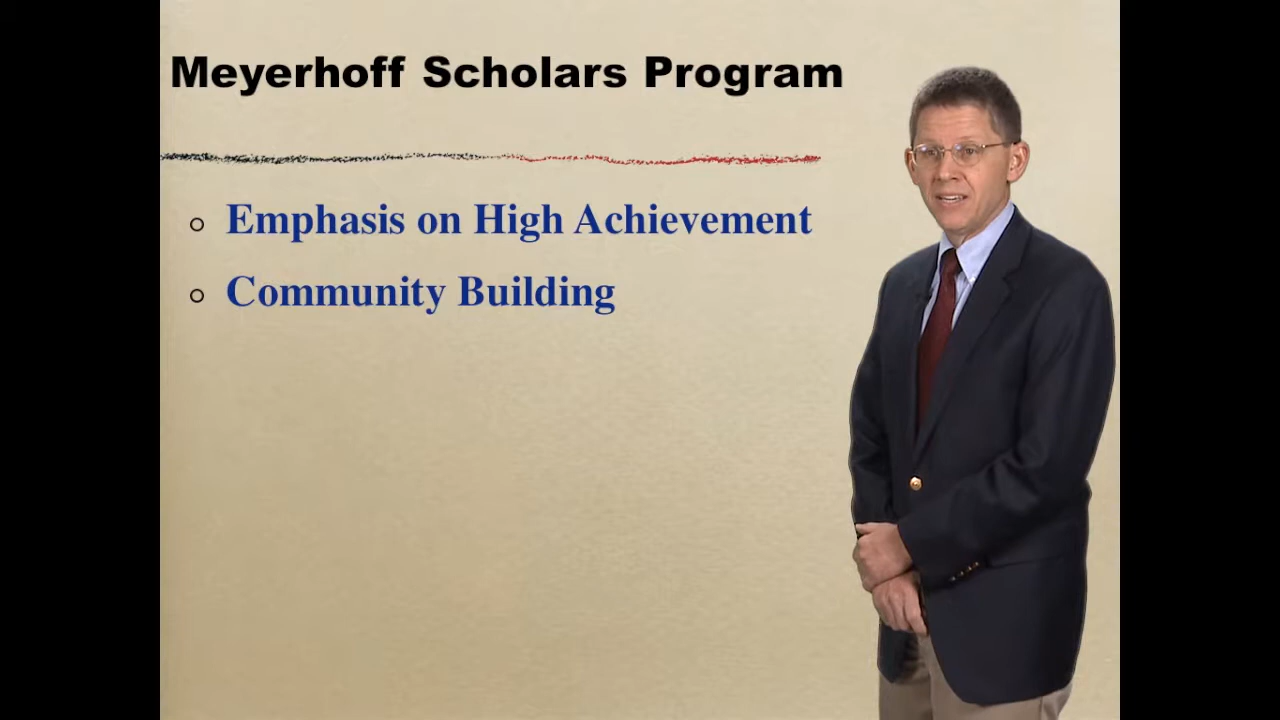 Meyerhoff Scholars Program
Emphasis on High Achievement
Community Building